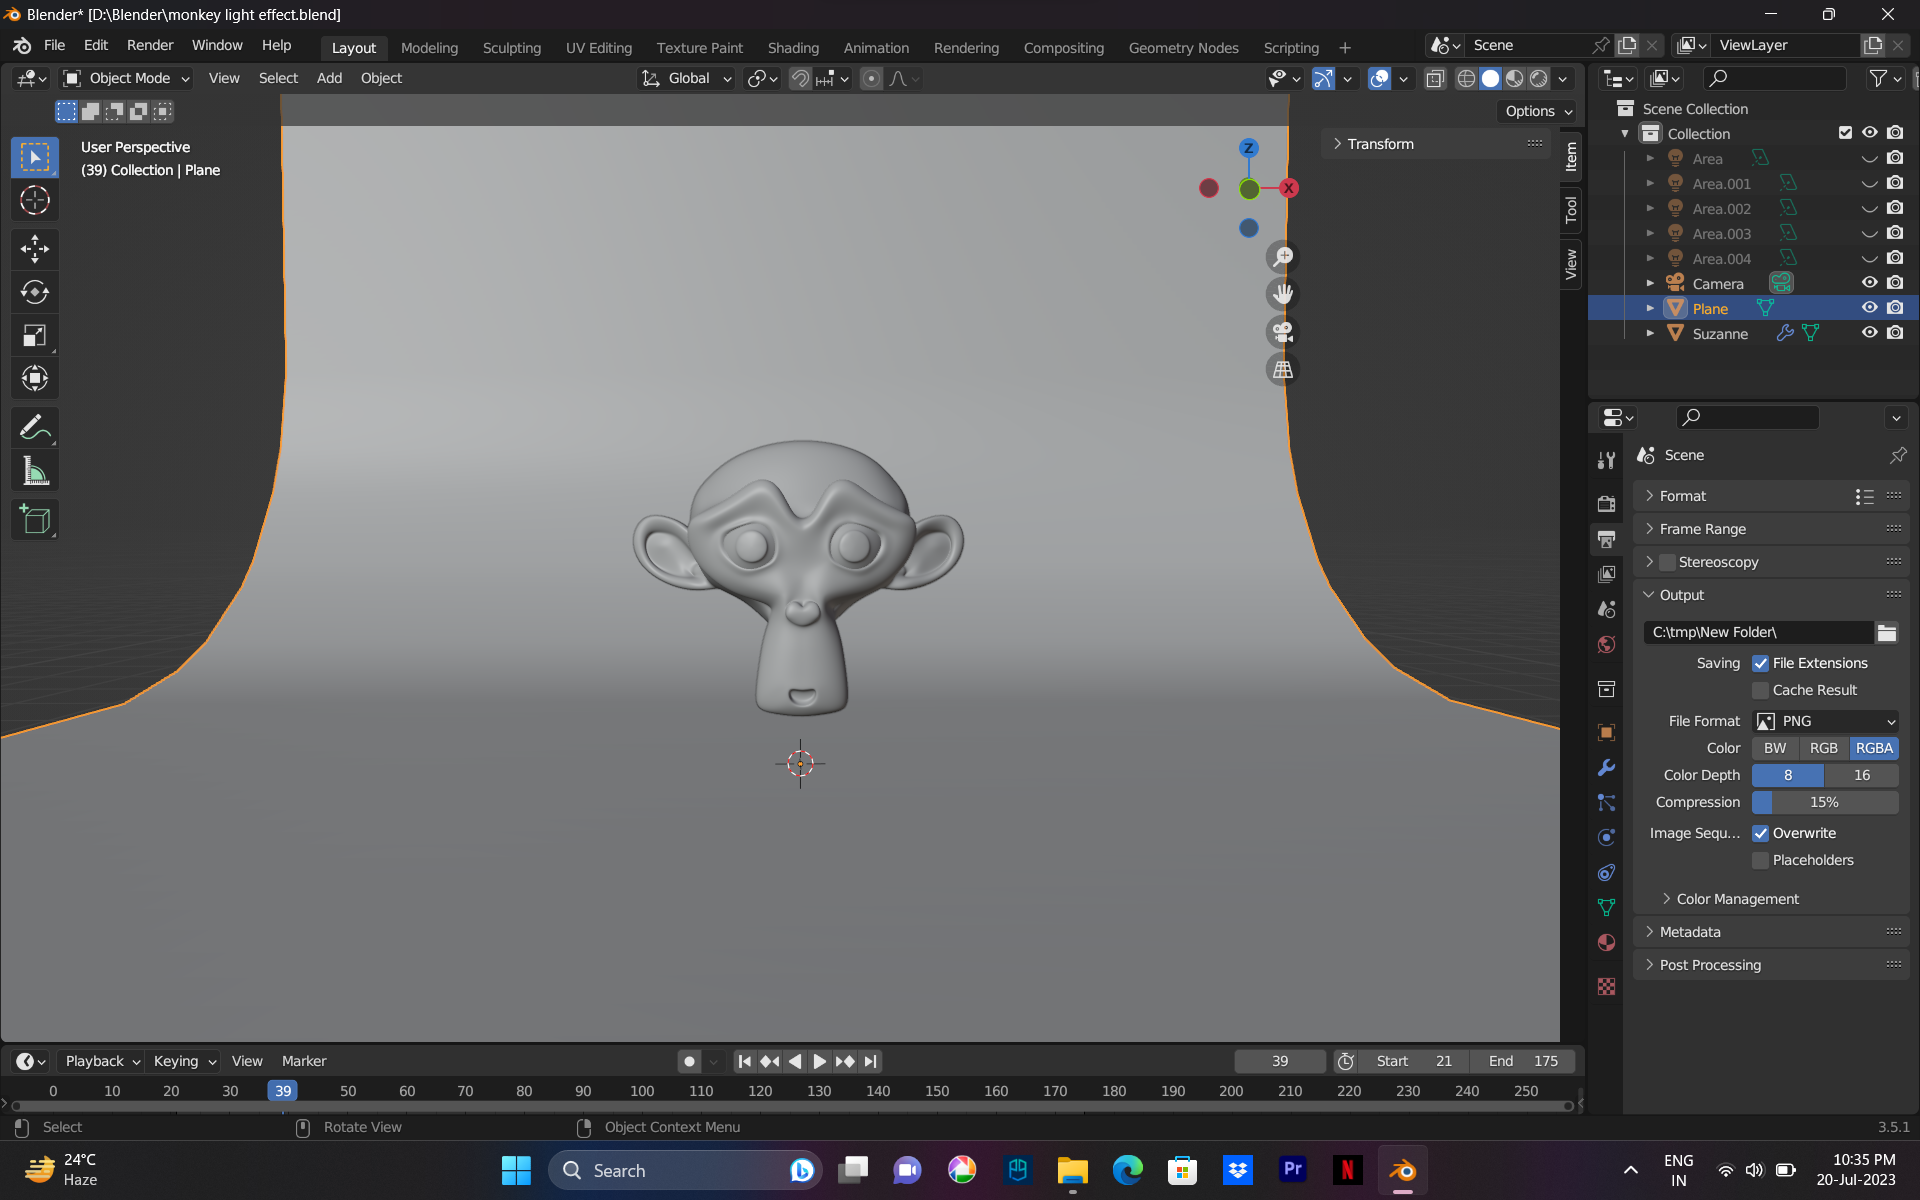 Blender* [D:\Blender\monkey light effect.blend]
File Edit Render Window Help Layout Modeling Sculpting UV Editing Texture Paint Shading Animation Rendering Compositing Geometry Nodes Scripting + Scene ViewLayer
Object Mode View Select Add Object Global
Options
User Perspective
(39) Collection | Plane
Transform
Z
X
Item
Tool
View
Scene Collection
Collection
Area
Area.001
Area.002
Area.003
Area.004
Camera
Plane
Suzanne
Scene
Format
Frame Range
Stereoscopy
Output
C:\tmp\New Folder\
Saving File Extensions
Cache Result
File Format PNG
Color BW RGB RGBA
Color Depth 8 16
Compression 15%
Image Sequ... Overwrite
Placeholders
Color Management
Metadata
Post Processing
Playback Keying View Marker 39 Start 21 End 175
0 10 20 30 39 50 60 70 80 90 100 110 120 130 140 150 160 170 180 190 200 210 220 230 240 250
Select Rotate View Object Context Menu 3.5.1
24°C
Haze
Search
Pr
N
ENG
IN
10:35 PM
20-Jul-2023